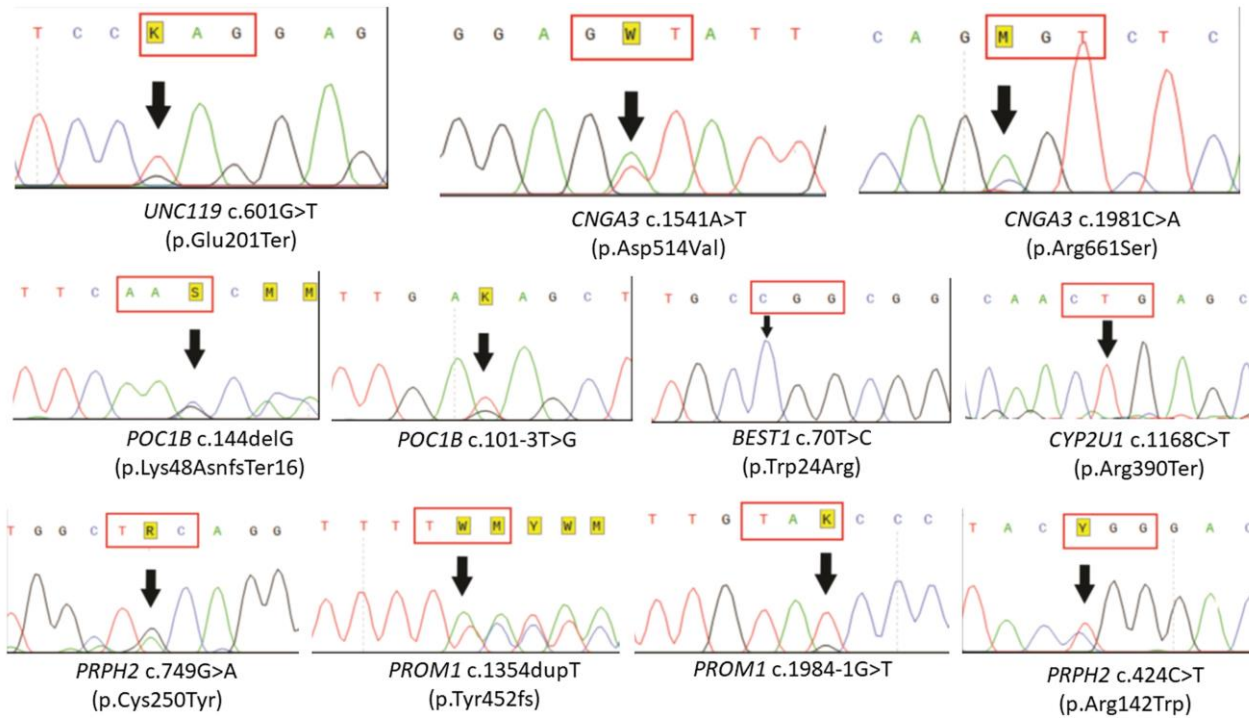 T C C K A G G A G
G G A G W T A T T
C A G M G T C T C
UNC119 c.601G>T
(p.Glu201Ter)
CNGA3 c.1541A>T
(p.Asp514Val)
CNGA3 c.1981C>A
(p.Arg661Ser)
T T C A A S C M M
T T G A K A G C T
T G C C G G C G G
C A A C T G A G C
POC1B c.144delG
(p.Lys48AsnfsTer16)
POC1B c.101-3T>G
BEST1 c.70T>C
(p.Trp24Arg)
CYP2U1 c.1168C>T
(p.Arg390Ter)
T G G C T R C A G G
T T T T W M Y W M
T T G T A K C C C
T A C Y G G G A C
PRPH2 c.749G>A
(p.Cys250Tyr)
PROM1 c.1354dupT
(p.Tyr452fs)
PROM1 c.1984-1G>T
PRPH2 c.424C>T
(p.Arg142Trp)